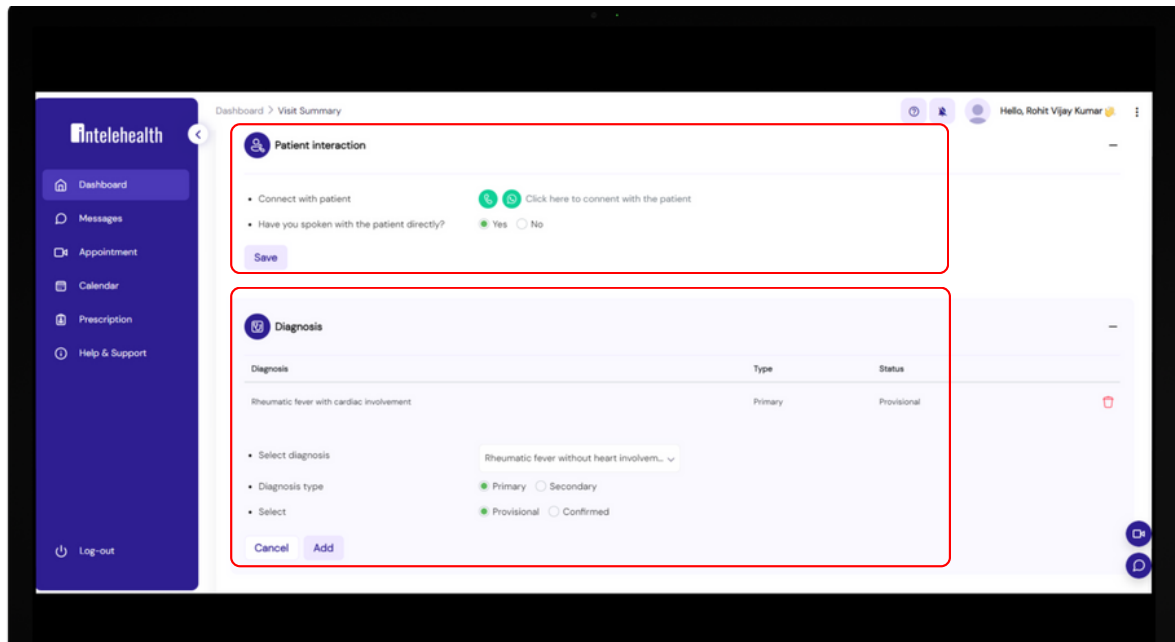 Dashboard > Visit Summary
Hello, Rohit Vijay Kumar
intelehealth
Dashboard
Messages
Appointment
Calendar
Prescription
Help & Support
Log-out
Patient interaction
• Connect with patient
Click here to connent with the patient
• Have you spoken with the patient directly?
Yes No
Save
Diagnosis
Diagnosis Type Status
Rheumatic fever with cardiac involvement Primary Provisional
• Select diagnosis
Rheumatic fever without heart involvem...
• Diagnosis type
Primary Secondary
• Select
Provisional Confirmed
Cancel Add